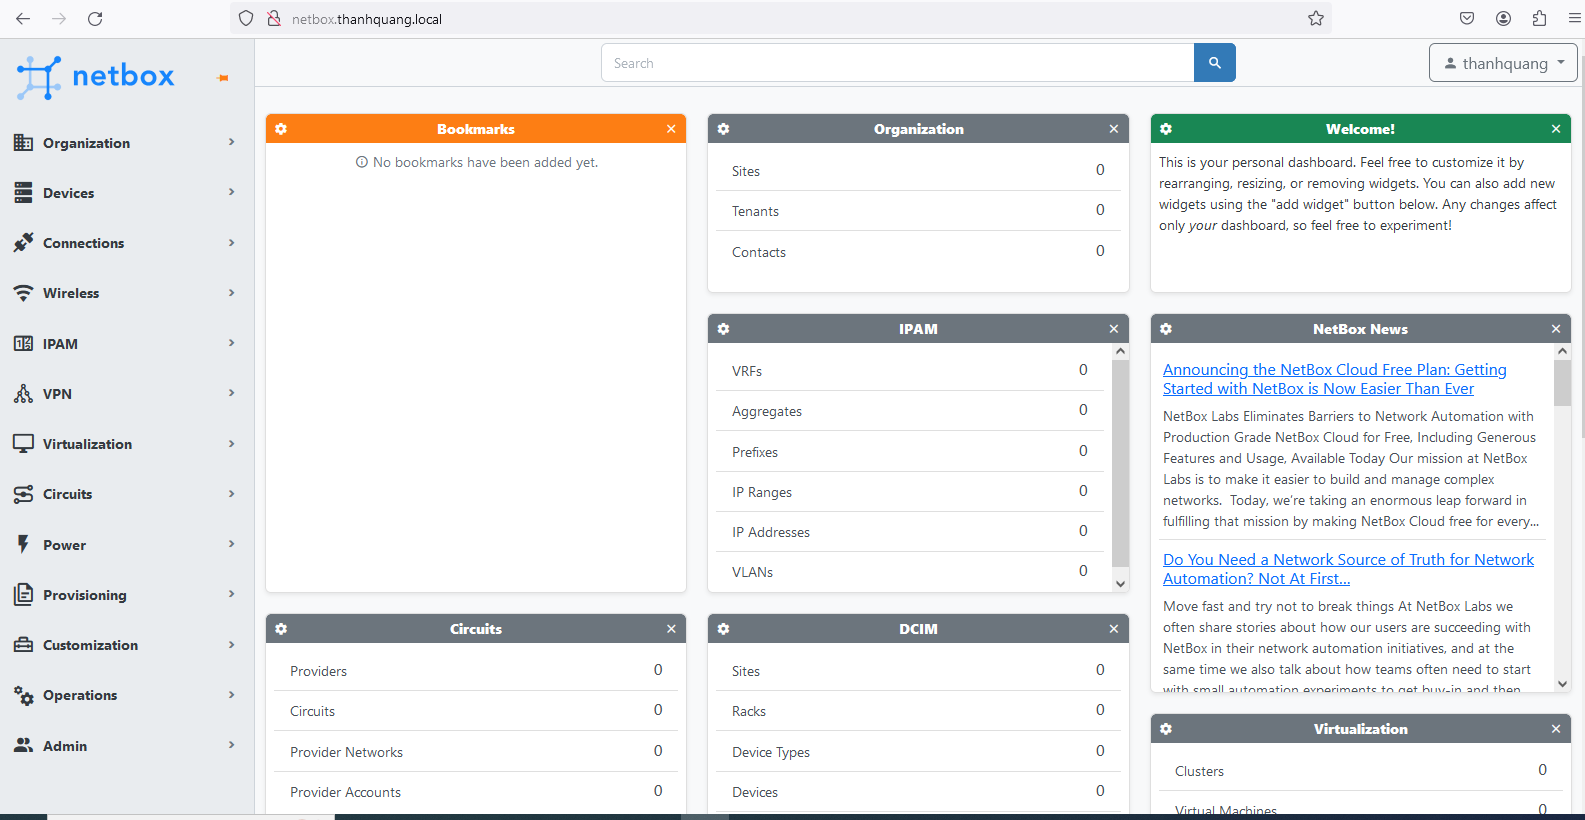 netbox.thanhquang.local
netbox
Search
thanhquang
Organization
Devices
Connections
Wireless
IPAM
VPN
Virtualization
Circuits
Power
Provisioning
Customization
Operations
Admin
Bookmarks
No bookmarks have been added yet.
Organization
Sites 0
Tenants 0
Contacts 0
Welcome!
This is your personal dashboard. Feel free to customize it by
rearranging, resizing, or removing widgets. You can also add new
widgets using the "add widget" button below. Any changes affect
only your dashboard, so feel free to experiment!
IPAM
VRFs 0
Aggregates 0
Prefixes 0
IP Ranges 0
IP Addresses 0
VLANs 0
NetBox News
Announcing the NetBox Cloud Free Plan: Getting
Started with NetBox is Now Easier Than Ever
NetBox Labs Eliminates Barriers to Network Automation with
Production Grade NetBox Cloud for Free, Including Generous
Features and Usage, Available Today Our mission at NetBox
Labs is to make it easier to build and manage complex
networks.  Today, we're taking an enormous leap forward in
fulfilling that mission by making NetBox Cloud free for every...
Do You Need a Network Source of Truth for Network
Automation? Not At First...
Move fast and try not to break things At NetBox Labs we
often share stories about how our users are succeeding with
NetBox in their network automation initiatives, and at the
same time we also talk about how teams often need to start
with small automation experiments to get buy-in and then
Circuits
Providers 0
Circuits 0
Provider Networks 0
Provider Accounts 0
DCIM
Sites 0
Racks 0
Device Types 0
Devices 0
Virtualization
Clusters 0
Virtual Machines 0